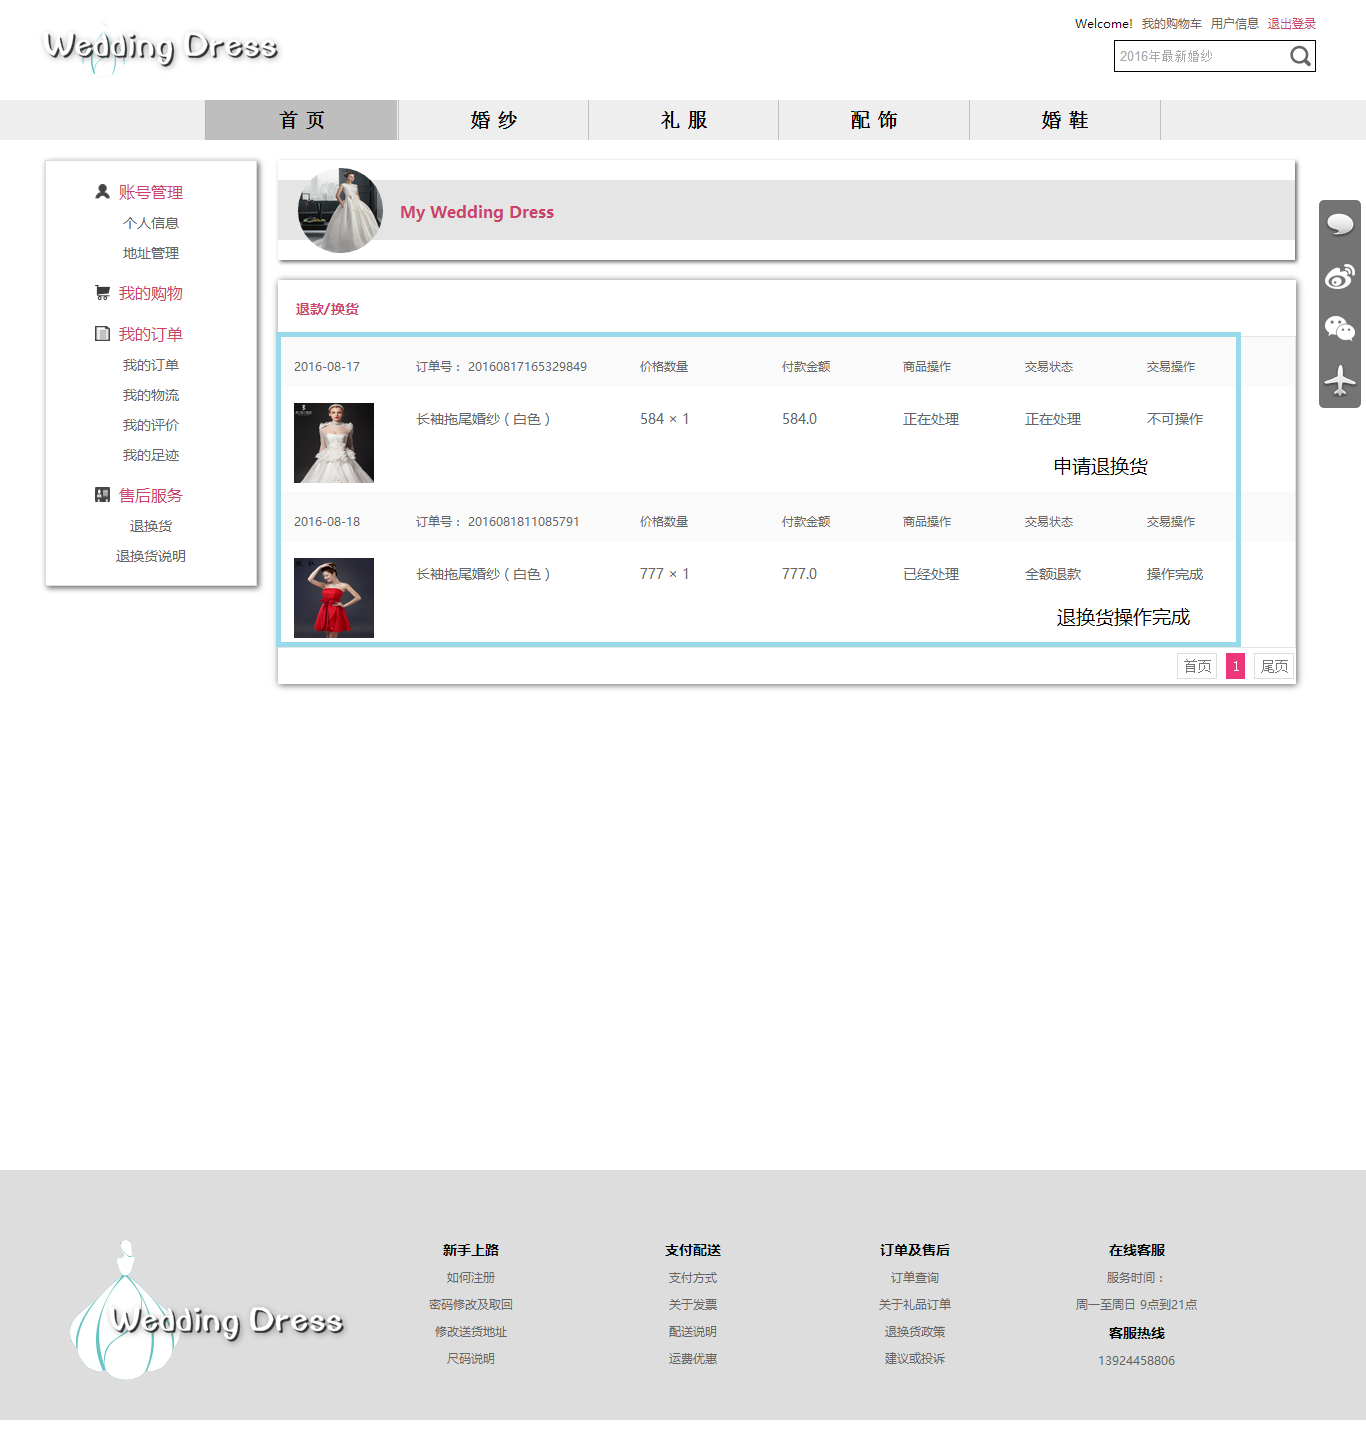 Wedding Dress
Welcome! 我的购物车 用户信息 退出登录
2016年最新婚纱
首 页 婚 纱 礼 服 配 饰 婚 鞋
账号管理
个人信息
地址管理
我的购物
我的订单
我的订单
我的物流
我的评价
我的足迹
售后服务
退换货
退换货说明
My Wedding Dress
退款/换货
2016-08-17 订单号： 20160817165329849 价格数量 付款金额 商品操作 交易状态 交易操作
长袖拖尾婚纱（白色） 584 × 1 584.0 正在处理 正在处理 不可操作
申请退换货
2016-08-18 订单号： 2016081811085791 价格数量 付款金额 商品操作 交易状态 交易操作
长袖拖尾婚纱（白色） 777 × 1 777.0 已经处理 全额退款 操作完成
退换货操作完成
首页 1 尾页
Wedding Dress
新手上路
如何注册
密码修改及取回
修改送货地址
尺码说明
支付配送
支付方式
关于发票
配送说明
运费优惠
订单及售后
订单查询
关于礼品订单
退换货政策
建议或投诉
在线客服
服务时间：
周一至周日 9点到21点
客服热线
13924458806